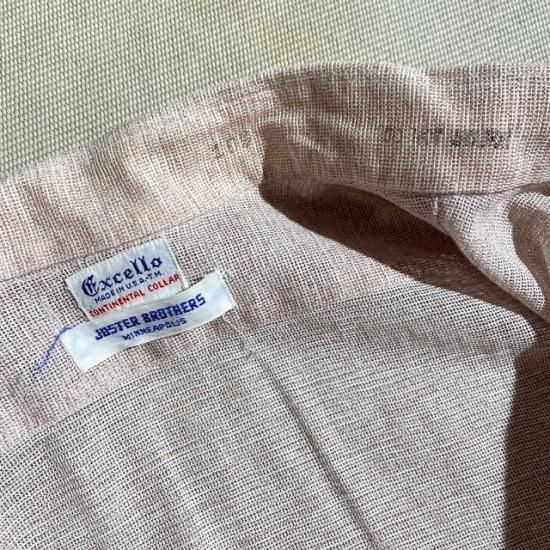 Excello
MADE IN U.S.A.-T.M.
CONTINENTAL COLLAR
JUSTER BROTHERS
MINNEAPOLIS